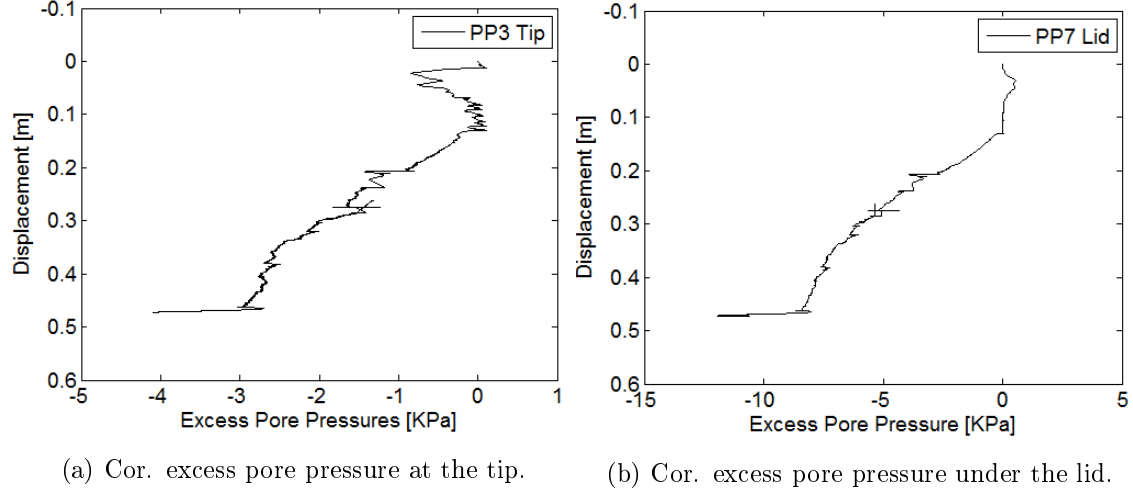 -0.1
0
0.1
0.2
0.3
0.4
0.5
0.6
Displacement [m]
PP3 Tip
-5 -4 -3 -2 -1 0 1
Excess Pore Pressures [KPa]
(a) Cor. excess pore pressure at the tip.
-0.1
0
0.1
0.2
0.3
0.4
0.5
0.6
Displacement [m]
PP7 Lid
-15 -10 -5 0 5
Excess Pore Pressure [KPa]
(b) Cor. excess pore pressure under the lid.